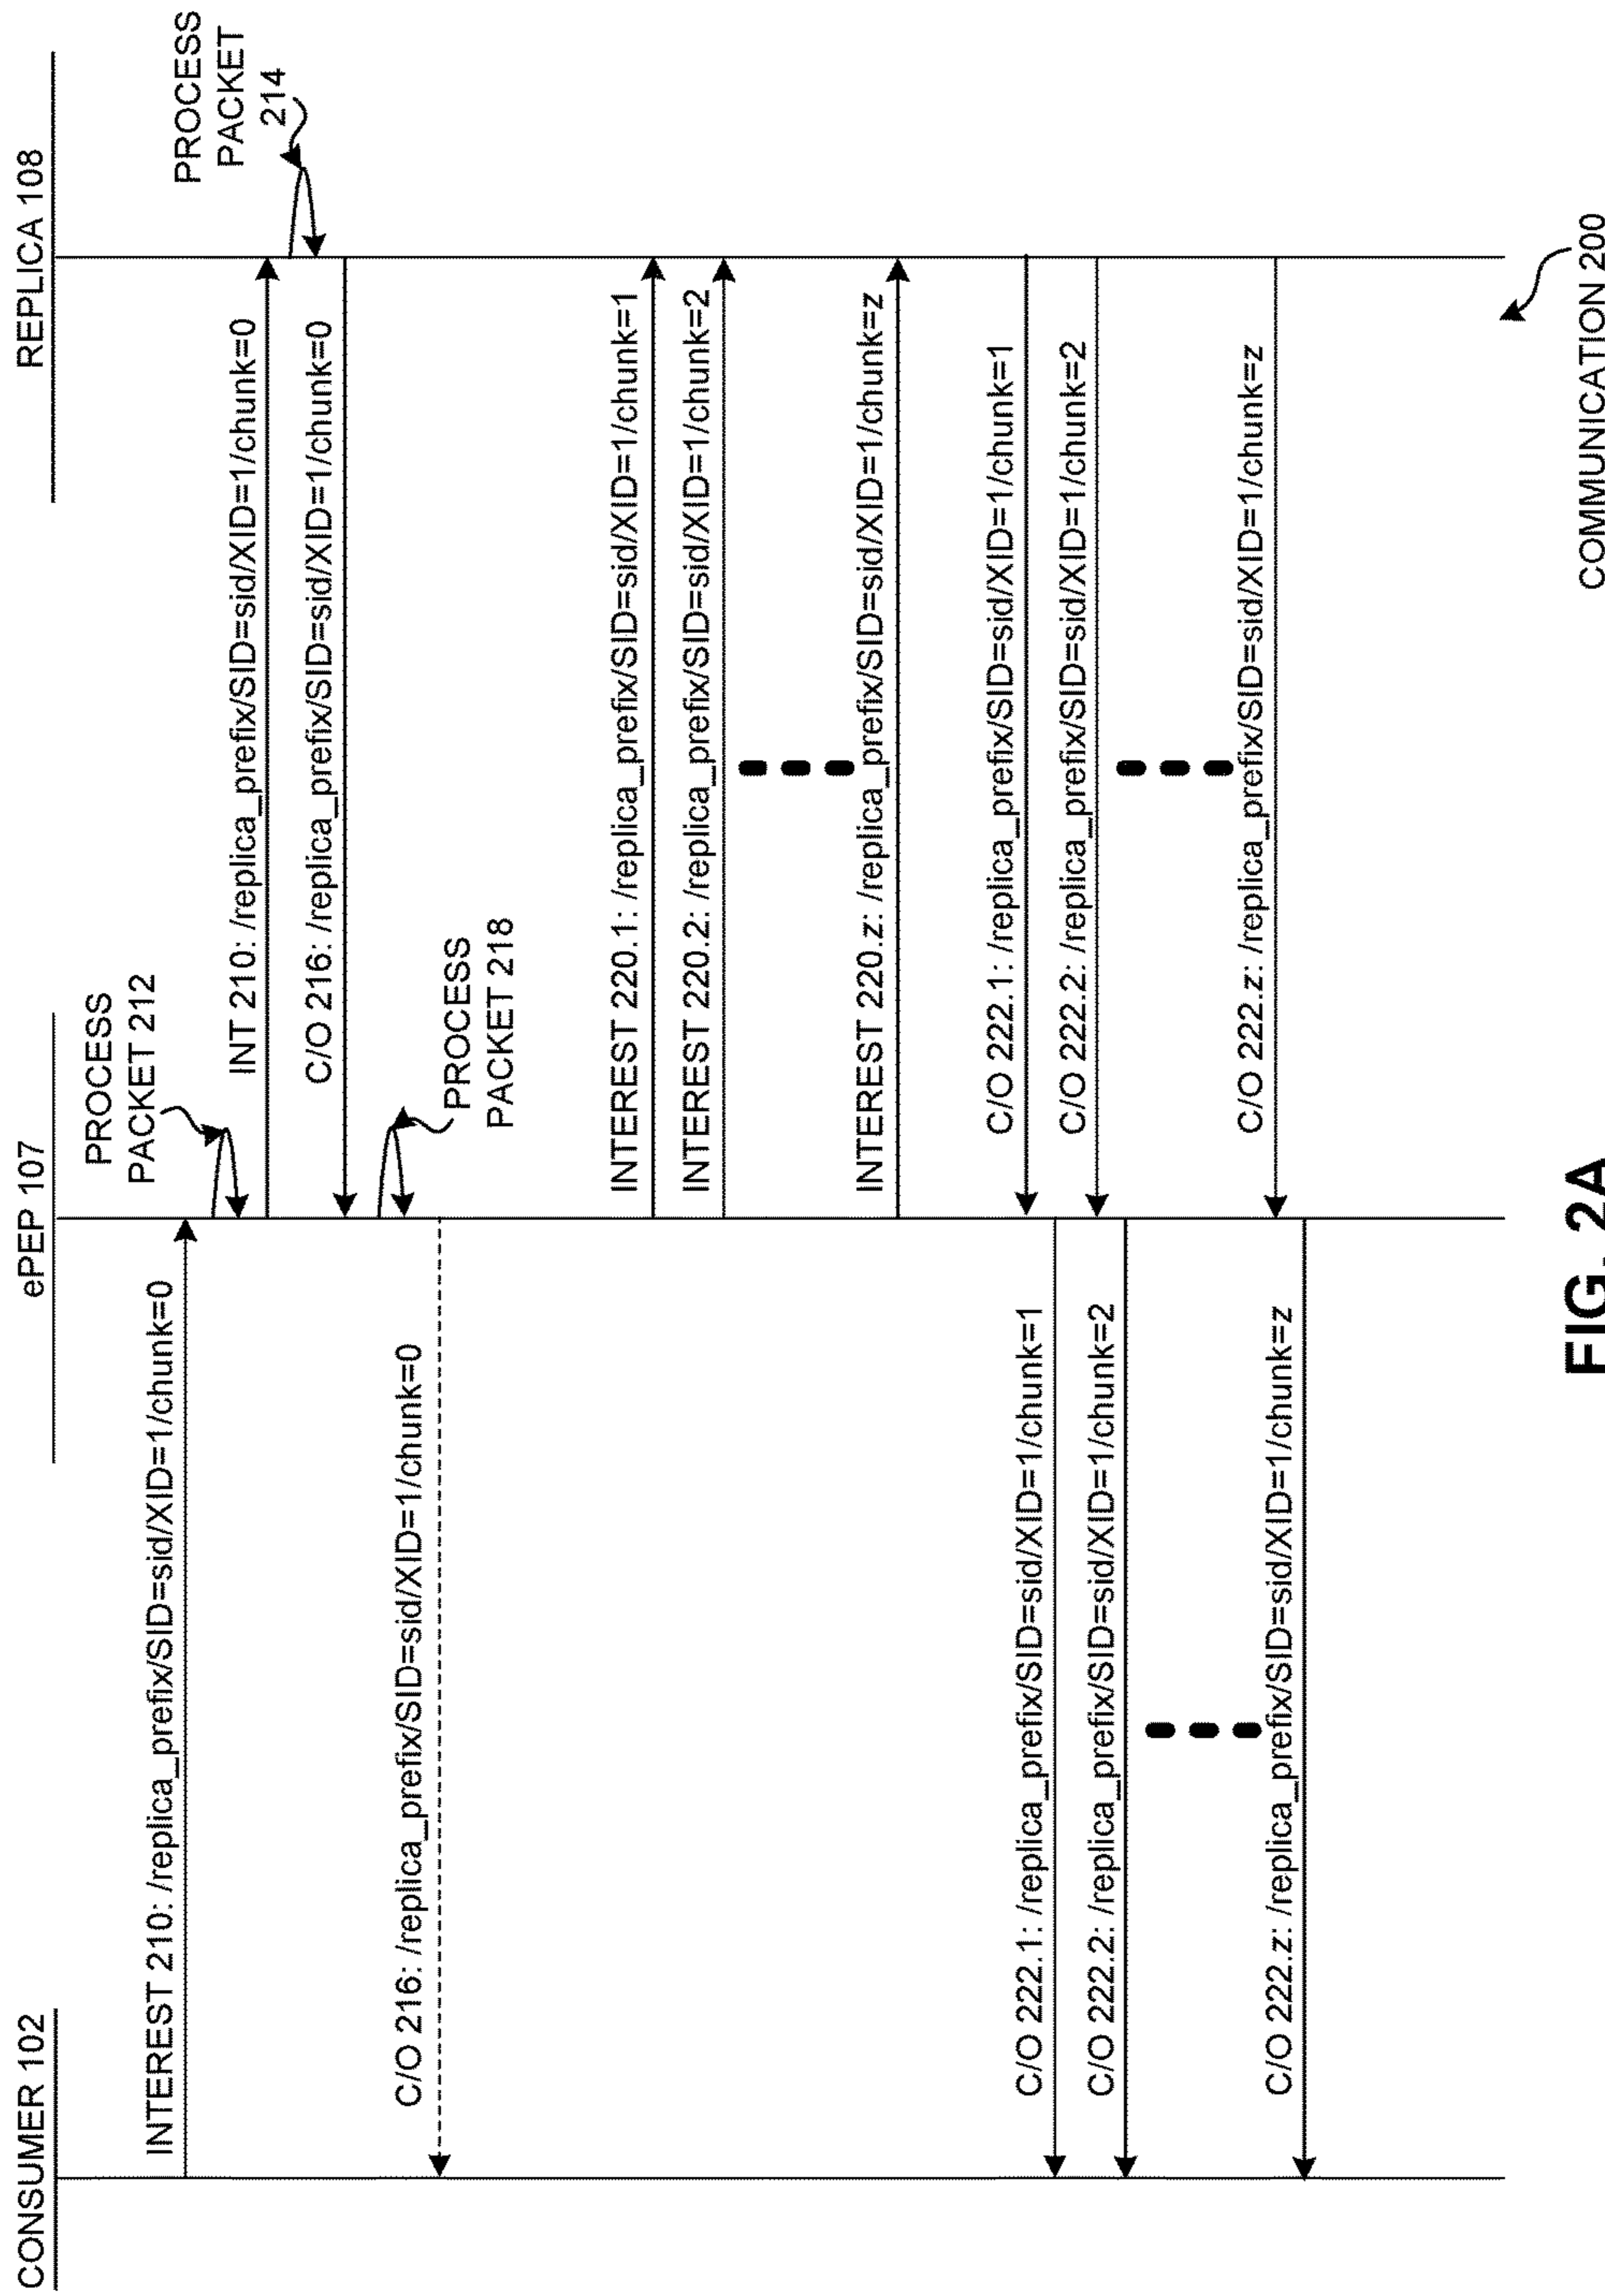 CONSUMER 102
ePEP 107
REPLICA 108
INTEREST 210: /replica_prefix/SID=sid/XID=1/chunk=0
PROCESS
PACKET 212
INT 210: /replica_prefix/SID=sid/XID=1/chunk=0
PROCESS
PACKET
214
C/O 216: /replica_prefix/SID=sid/XID=1/chunk=0
PROCESS
PACKET 218
C/O 216: /replica_prefix/SID=sid/XID=1/chunk=0
INTEREST 220.1: /replica_prefix/SID=sid/XID=1/chunk=1
INTEREST 220.2: /replica_prefix/SID=sid/XID=1/chunk=2
INTEREST 220.z: /replica_prefix/SID=sid/XID=1/chunk=z
C/O 222.1: /replica_prefix/SID=sid/XID=1/chunk=1
C/O 222.1: /replica_prefix/SID=sid/XID=1/chunk=1
C/O 222.2: /replica_prefix/SID=sid/XID=1/chunk=2
C/O 222.2: /replica_prefix/SID=sid/XID=1/chunk=2
C/O 222.z: /replica_prefix/SID=sid/XID=1/chunk=z
C/O 222.z: /replica_prefix/SID=sid/XID=1/chunk=z
COMMUNICATION 200
FIG. 2A